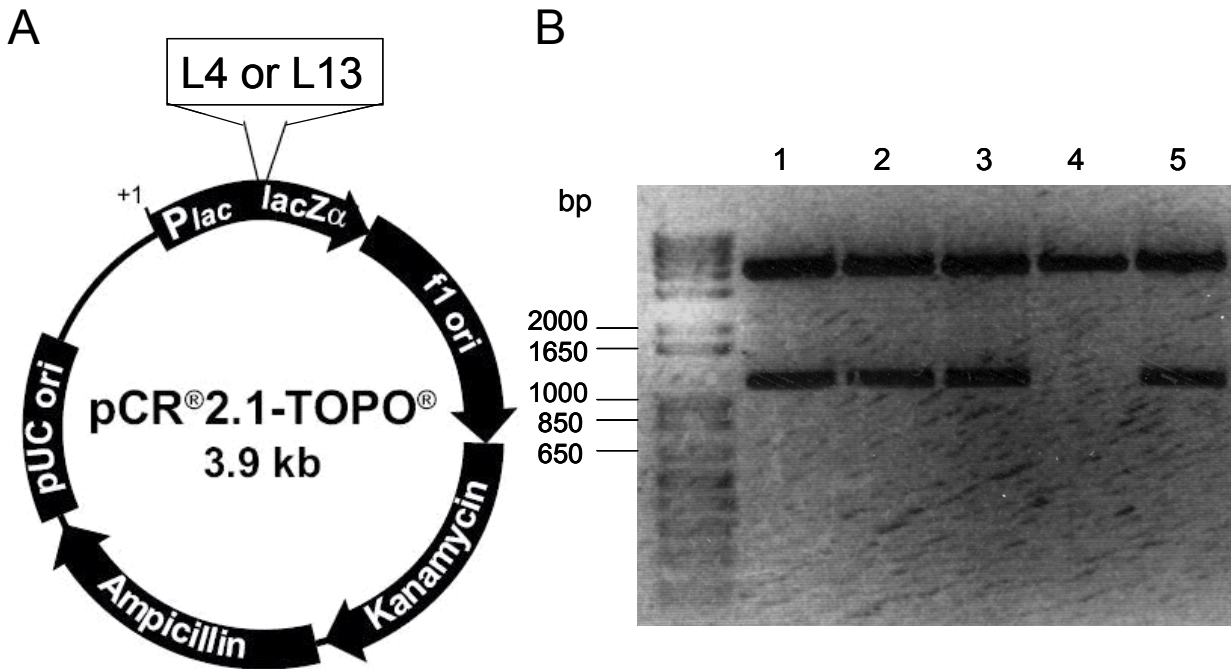 A
L4 or L13
+1
Plac
lacZα
f1 ori
Kanamycin
Ampicillin
pUC ori
pCR®2.1-TOPO®
3.9 kb
B
1 2 3 4 5
bp
2000
1650
1000
850
650